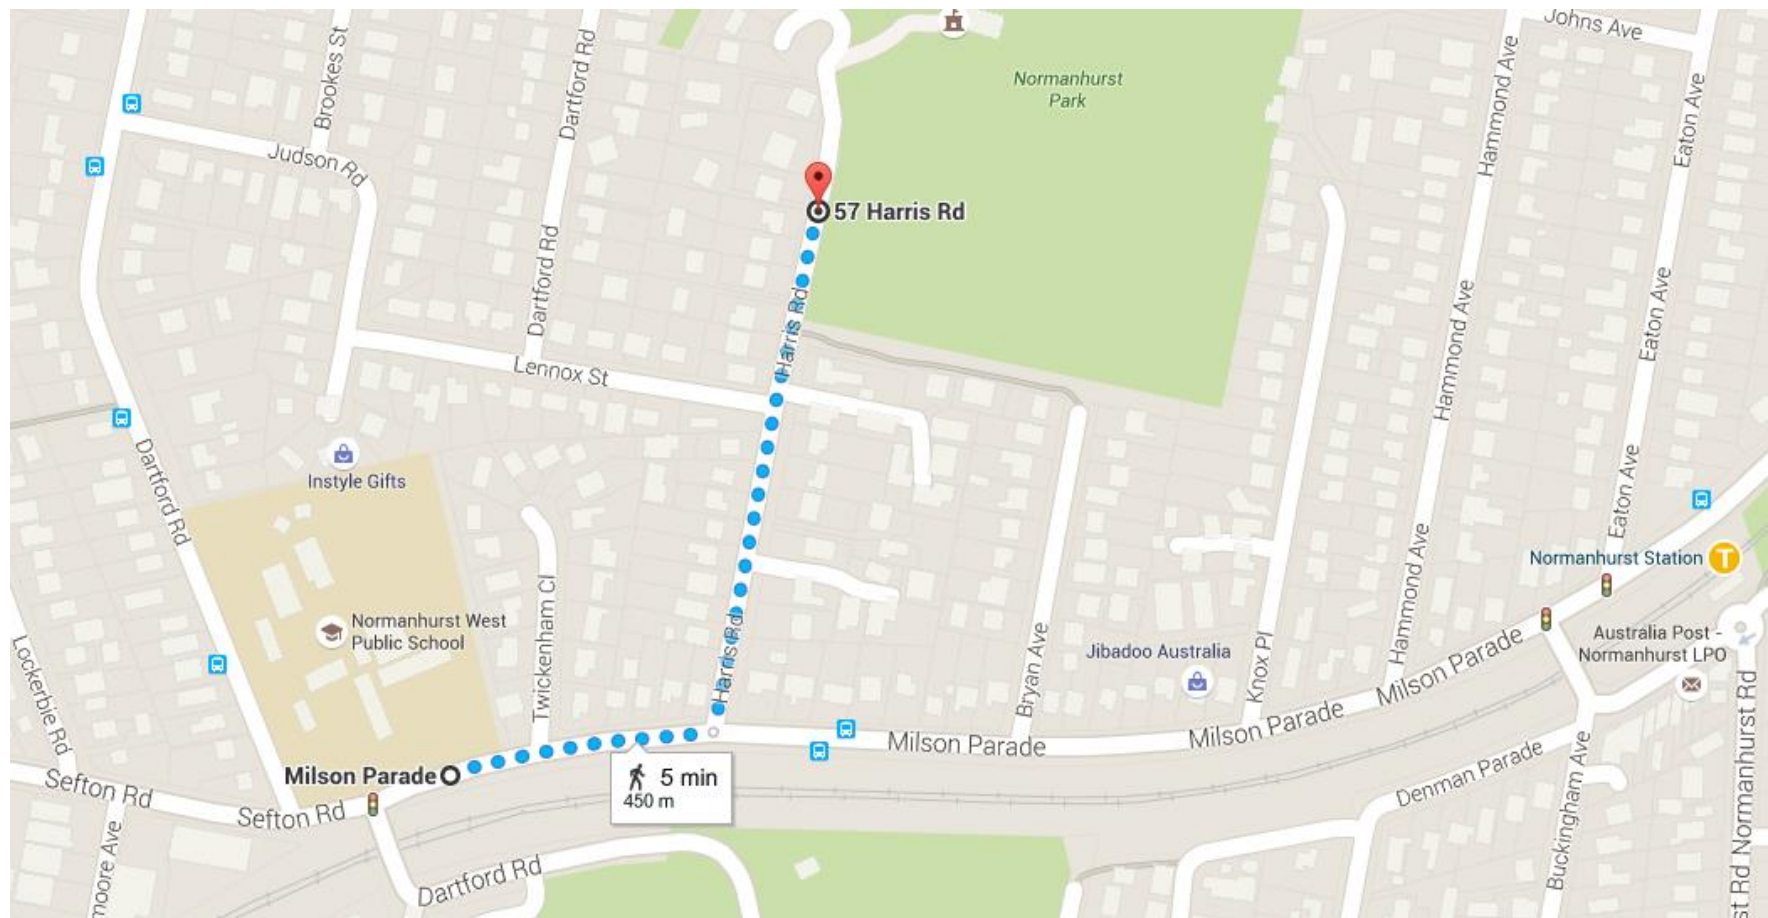 Johns Ave
Brookes St
Dartford Rd
Hammond Ave
Eaton Ave
Normanhurst
Park
Judson Rd
57 Harris Rd
Dartford Rd
Harris Rd
Hammond Ave
Eaton Ave
Lennox St
Instyle Gifts
Dartford Rd
Eaton Ave
Hammond Ave
Normanhurst Station
T
Normanhurst West
Public School
Twickenham Cl
Harris Rd
Bryan Ave
Jibadoo Australia
Knox Pl
Australia Post -
Normanhurst LPO
Lockerbie Rd
Milson Parade
Milson Parade
Milson Parade
Milson Parade
5 min
450 m
Sefton Rd
Sefton Rd
Denman Parade
Buckingham Ave
st Rd Normanhurst Rd
moore Ave
Dartford Rd